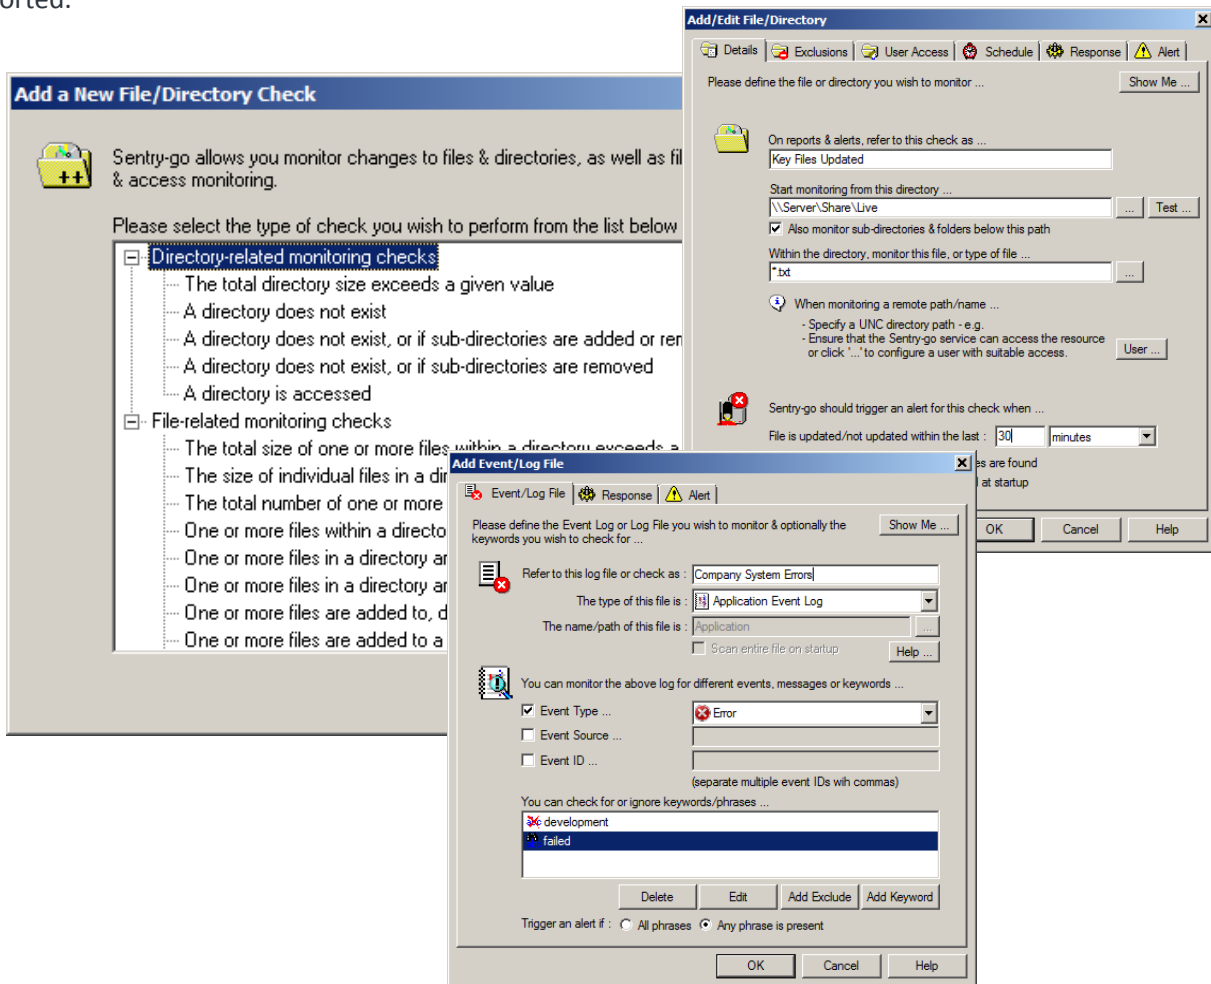 orted.
Add a New File/Directory Check
Sentry-go allows you monitor changes to files & directories, as well as fil
& access monitoring.
Please select the type of check you wish to perform from the list below
Directory-related monitoring checks
The total directory size exceeds a given value
A directory does not exist
A directory does not exist, or if sub-directories are added or rem
A directory does not exist, or if sub-directories are removed
A directory is accessed
File-related monitoring checks
The total size of one or more files within a directory exceeds a
The size of individual files in a dir
The total number of one or more
One or more files within a directo
One or more files in a directory ar
One or more files in a directory ar
One or more files are added to, d
One or more files are added to a
Add/Edit File/Directory
Details Exclusions User Access Schedule Response Alert
Please define the file or directory you wish to monitor ... Show Me ...
On reports & alerts, refer to this check as ...
Key Files Updated
Start monitoring from this directory ...
\\Server\Share\Live ... Test ...
Also monitor sub-directories & folders below this path
Within the directory, monitor this file, or type of file ...
*.txt ...
When monitoring a remote path/name ...
- Specify a UNC directory path - e.g.
- Ensure that the Sentry-go service can access the resource
or click '...' to configure a user with suitable access. User ...
Sentry-go should trigger an alert for this check when ...
File is updated/not updated within the last : 30 minutes
es are found
at startup
OK Cancel Help
Add Event/Log File
Event/Log File Response Alert
Please define the Event Log or Log File you wish to monitor & optionally the Show Me ...
keywords you wish to check for ...
Refer to this log file or check as : Company System Errors
The type of this file is : Application Event Log
The name/path of this file is : Application ...
Scan entire file on startup Help ...
You can monitor the above log for different events, messages or keywords ...
Event Type ... Error
Event Source ...
Event ID ...
(separate multiple event IDs wih commas)
You can check for or ignore keywords/phrases ...
development
failed
Delete Edit Add Exclude Add Keyword
Trigger an alert if : All phrases Any phrase is present
OK Cancel Help